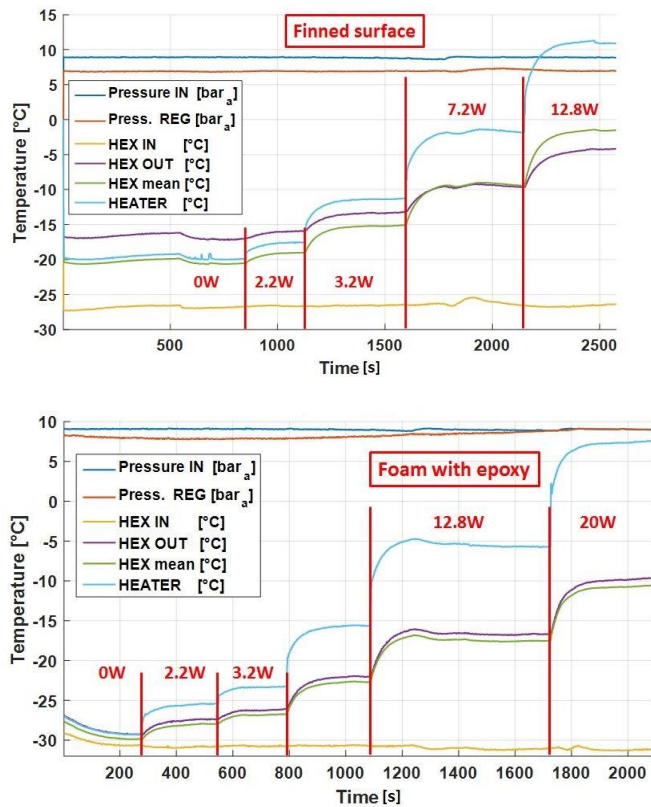 Finned surface
15
10
5
0
-5
-10
-15
-20
-25
-30
Temperature [°C]
Pressure IN [bar a]
Press. REG [bar a]
HEX IN [°C]
HEX OUT [°C]
HEX mean [°C]
HEATER [°C]
0W
2.2W
3.2W
7.2W
12.8W
500 1000 1500 2000 2500
Time [s]
Foam with epoxy
10
5
0
-5
-10
-15
-20
-25
-30
Temperature [°C]
Pressure IN [bar a]
Press. REG [bar a]
HEX IN [°C]
HEX OUT [°C]
HEX mean [°C]
HEATER [°C]
0W
2.2W
3.2W
12.8W
20W
200 400 600 800 1000 1200 1400 1600 1800 2000
Time [s]